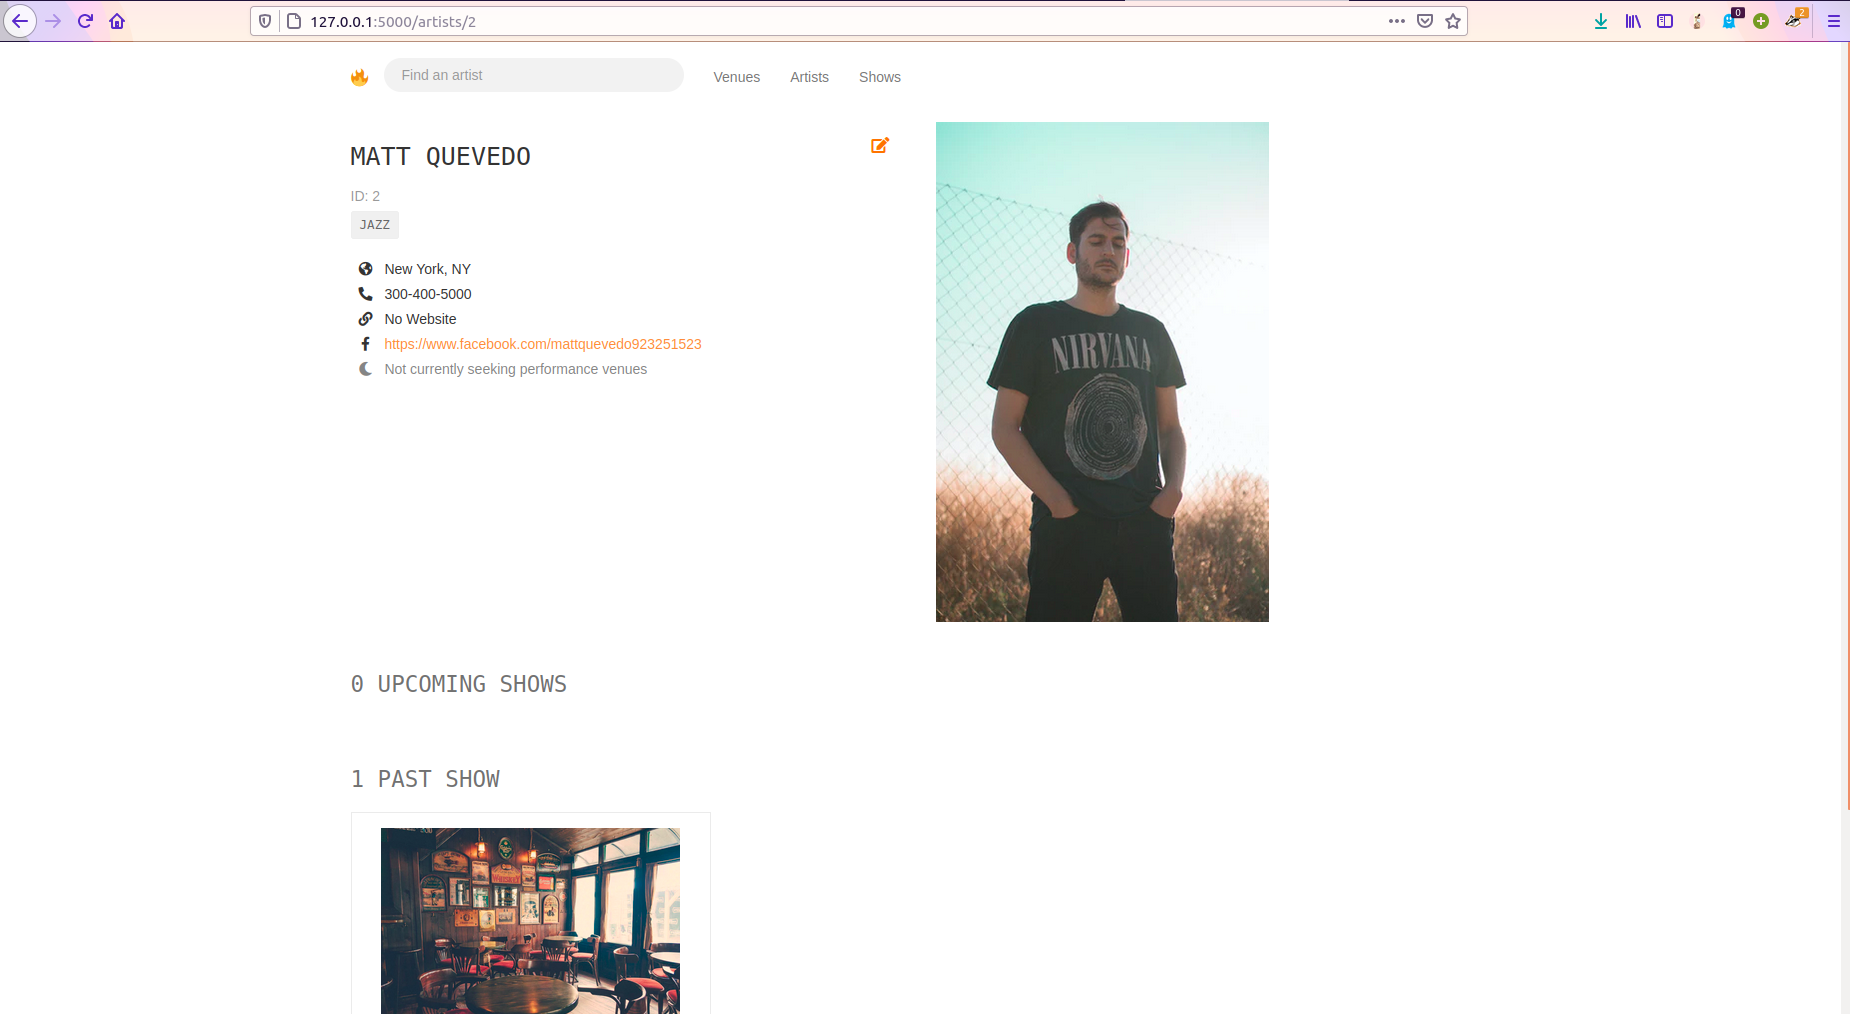 127.0.0.1:5000/artists/2
0
2
Find an artist
Venues
Artists
Shows
MATT QUEVEDO
ID: 2
JAZZ
New York, NY
300-400-5000
No Website
https://www.facebook.com/mattquevedo923251523
Not currently seeking performance venues
NIRVANA
0 UPCOMING SHOWS
1 PAST SHOW